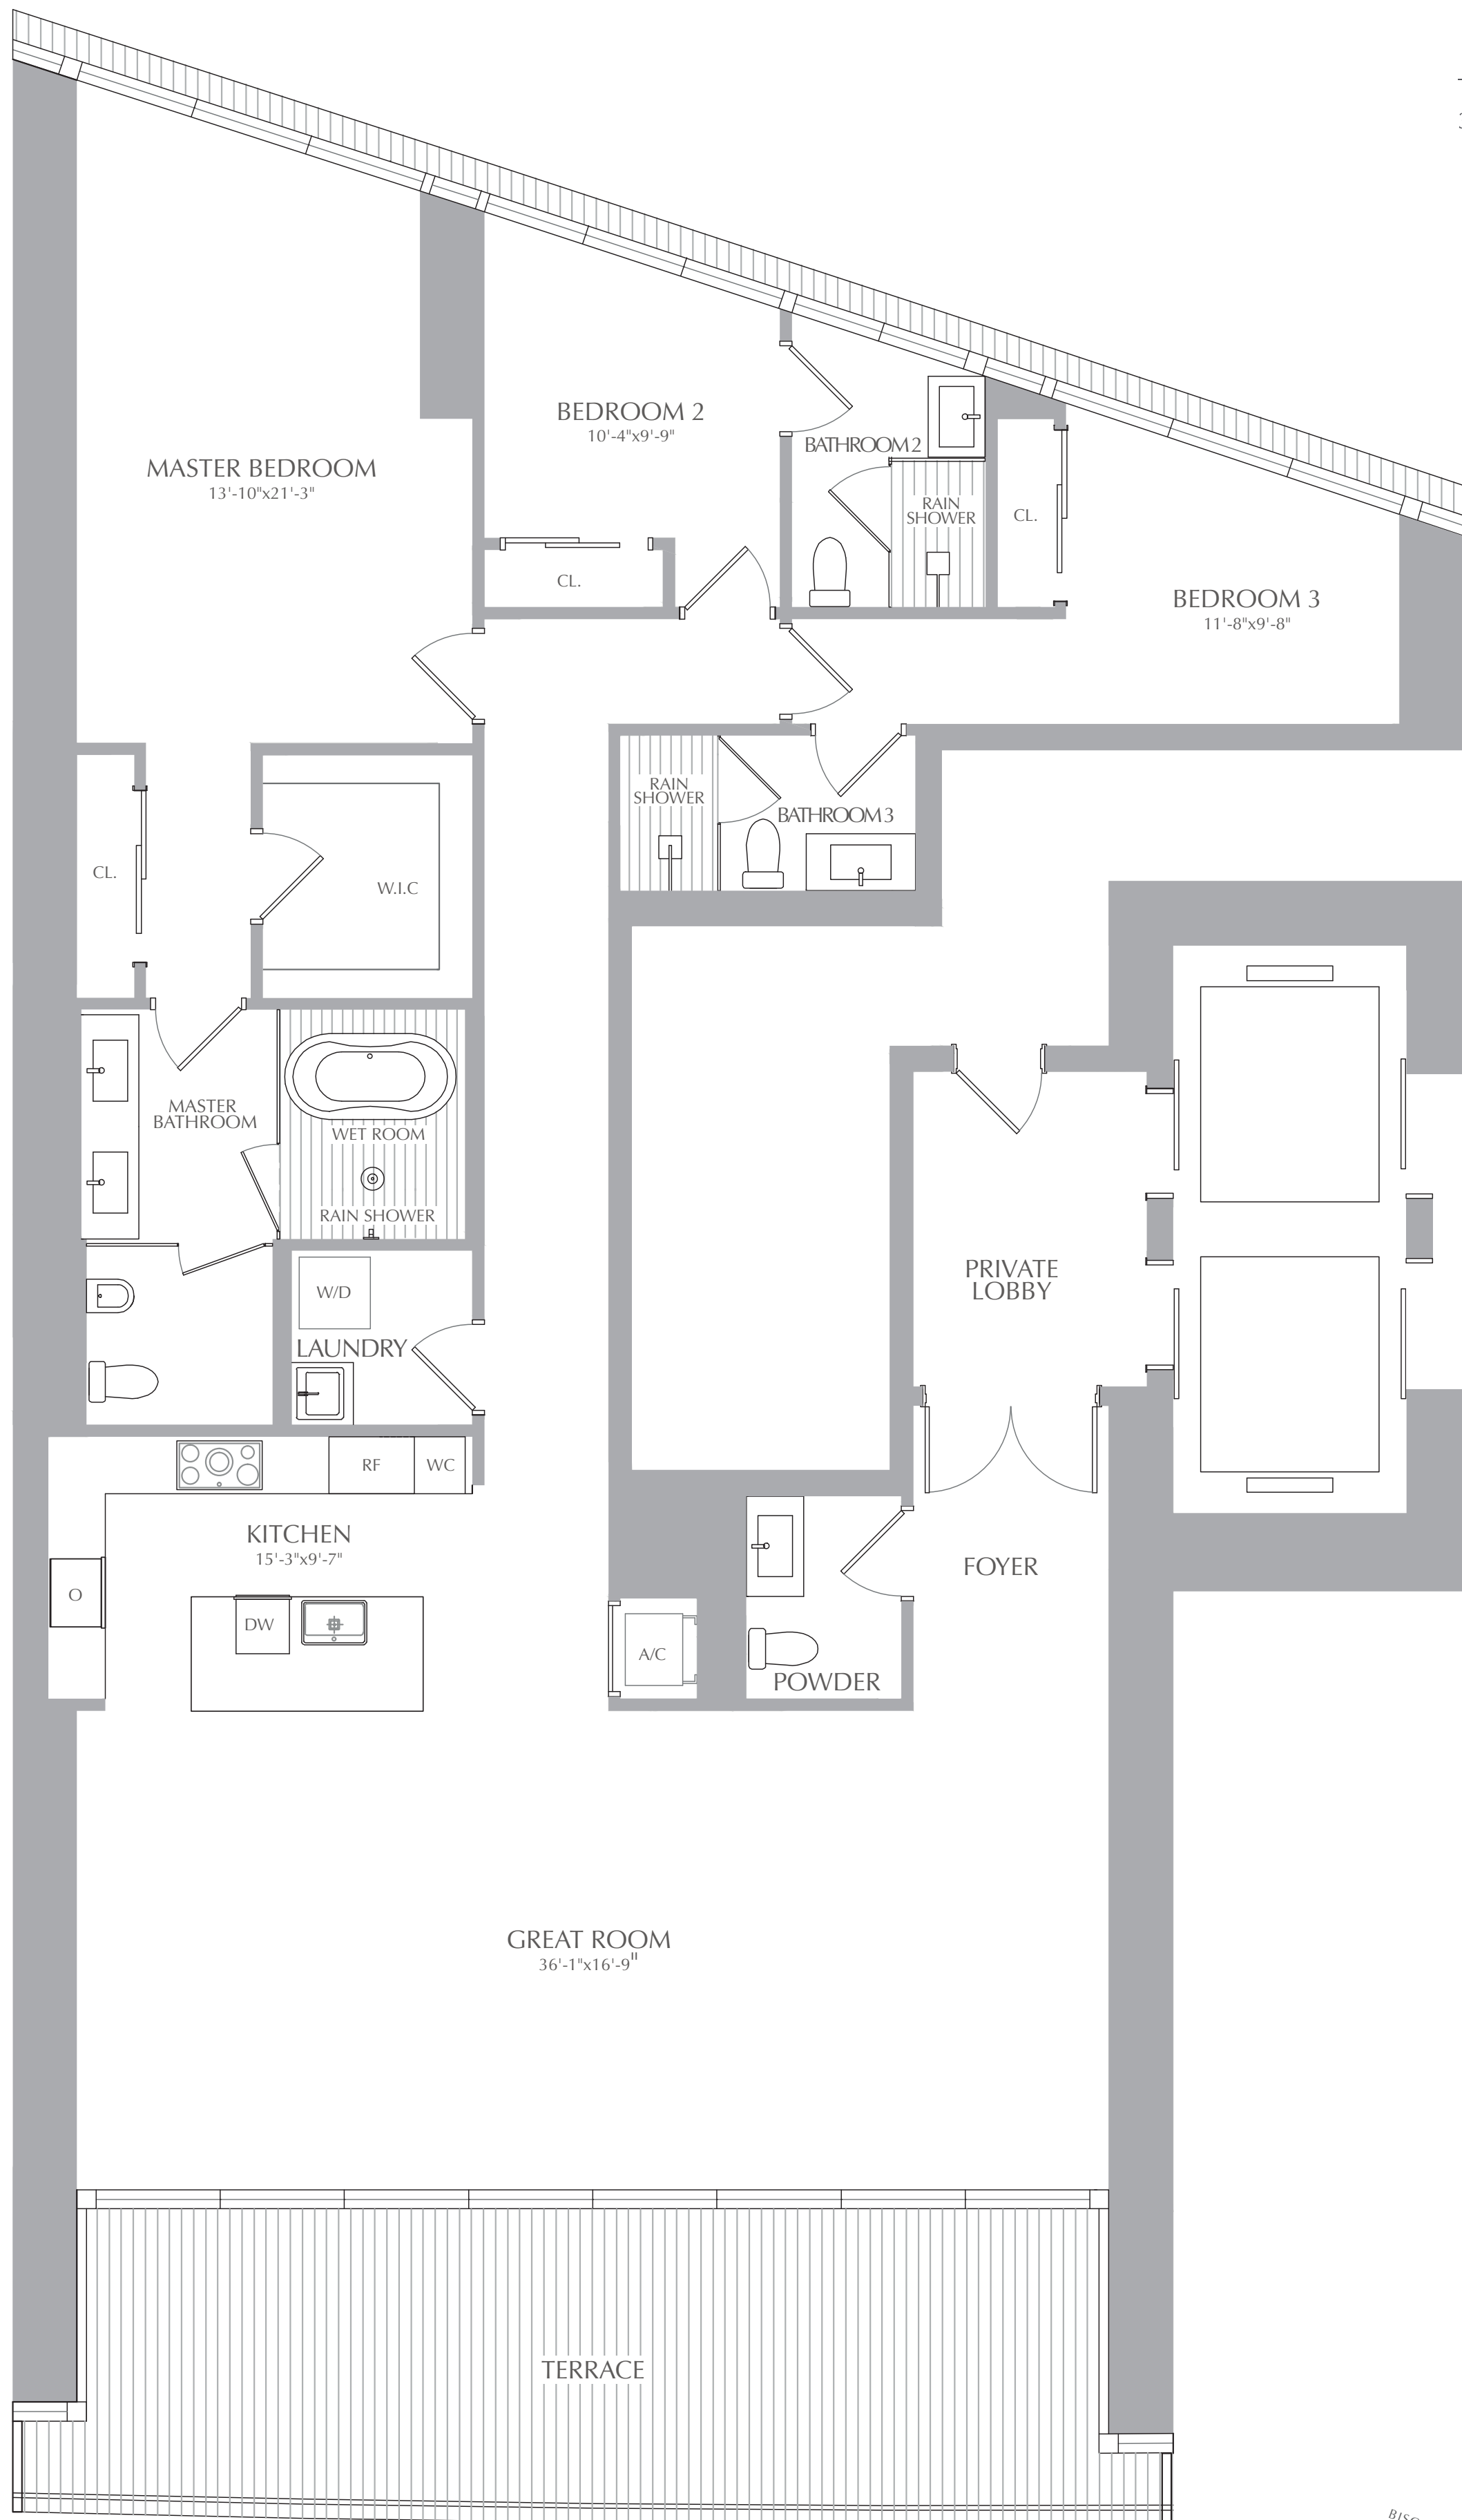 BEDROOM 2
10'-4"x9'-9"
BATHROOM 2
MASTER BEDROOM
13'-10"x21'-3"
RAIN
SHOWER
CL.
CL.
BEDROOM 3
11'-8"x9'-8"
RAIN
SHOWER
BATHROOM 3
CL.
W.I.C
MASTER
BATHROOM
WET ROOM
RAIN SHOWER
PRIVATE
LOBBY
W/D
LAUNDRY
RF
WC
KITCHEN
15'-3"x9'-7"
FOYER
O
DW
A/C
POWDER
GREAT ROOM
36'-1"x16'-9"
TERRACE